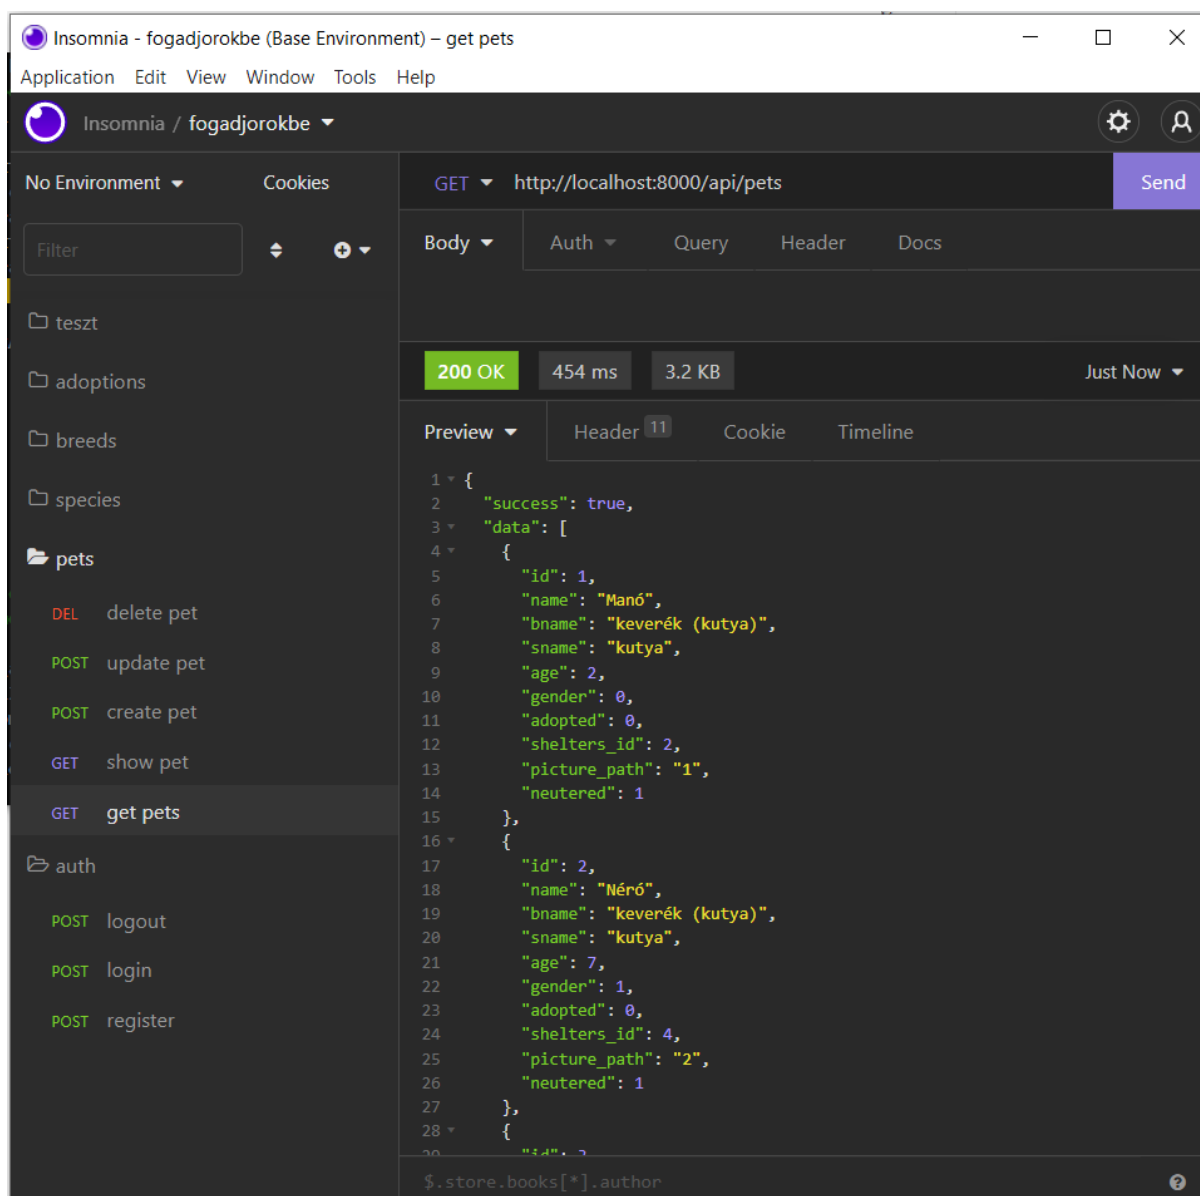 Insomnia - fogadjorokbe (Base Environment) – get pets
Application Edit View Window Tools Help
Insomnia / fogadjorokbe
No Environment
Cookies
Filter
teszt
adoptions
breeds
species
pets
DEL delete pet
POST update pet
POST create pet
GET show pet
GET get pets
auth
POST logout
POST login
POST register
GET http://localhost:8000/api/pets Send
Body Auth Query Header Docs
200 OK 454 ms 3.2 KB Just Now
Preview Header 11 Cookie Timeline
1 {
2 "success": true,
3 "data": [
4 {
5 "id": 1,
6 "name": "Manó",
7 "bname": "keverék (kutya)",
8 "sname": "kutya",
9 "age": 2,
10 "gender": 0,
11 "adopted": 0,
12 "shelters_id": 2,
13 "picture_path": "1",
14 "neutered": 1
15 },
16 {
17 "id": 2,
18 "name": "Néró",
19 "bname": "keverék (kutya)",
20 "sname": "kutya",
21 "age": 7,
22 "gender": 1,
23 "adopted": 0,
24 "shelters_id": 4,
25 "picture_path": "2",
26 "neutered": 1
27 },
28 {
$.store.books[*].author